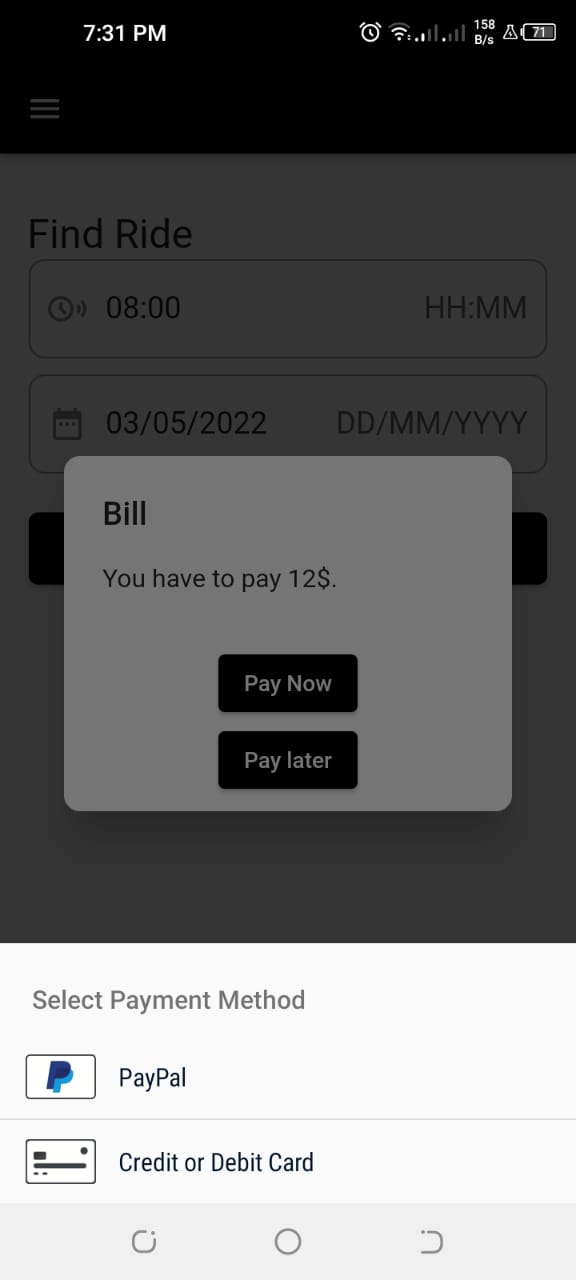 7:31 PM
158
B/s
71
Find Ride
08:00 HH:MM
03/05/2022 DD/MM/YYYY
Bill
You have to pay 12$.
Pay Now
Pay later
Select Payment Method
PayPal
Credit or Debit Card